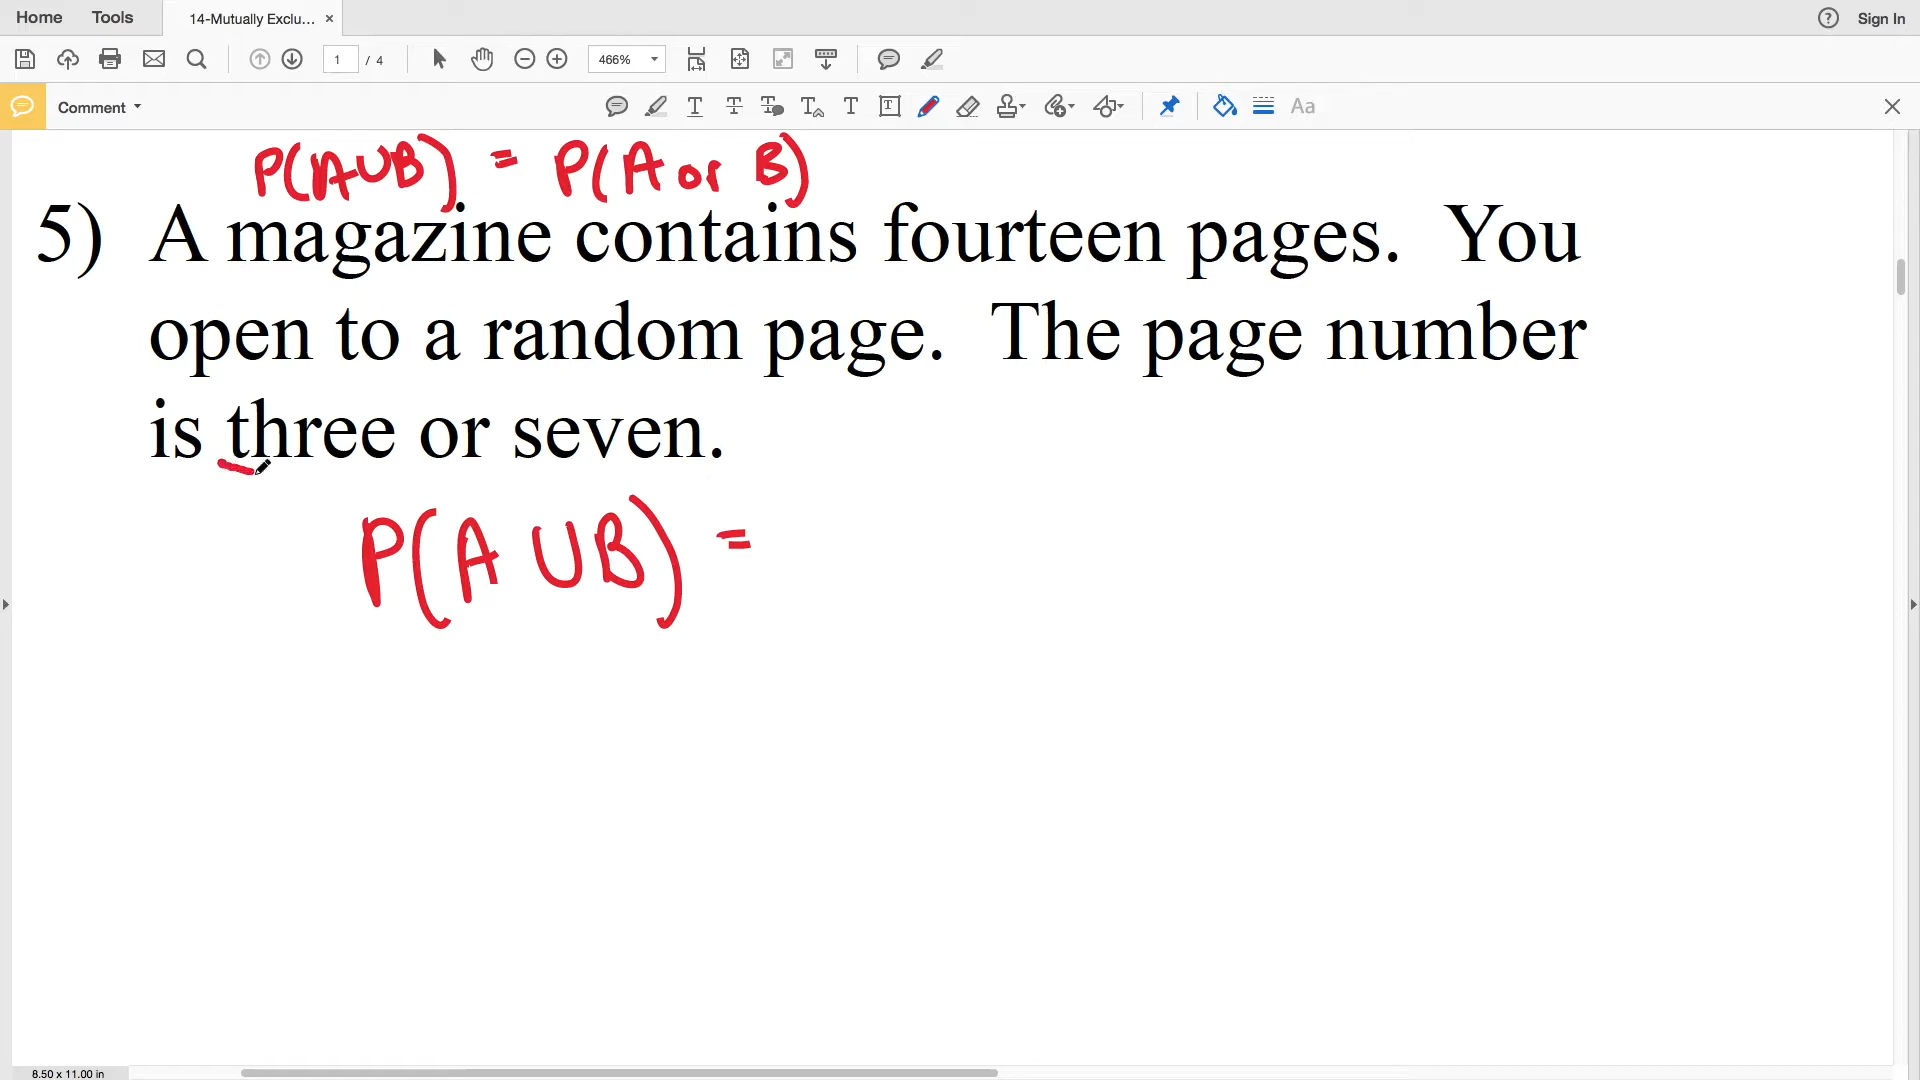 Home Tools 14-Mutually Exclu... × ? Sign In
1 / 4 466%
Comment T T T T T T Aa
P(A∪B) = P(A or B)
5) A magazine contains fourteen pages. You
open to a random page. The page number
is three or seven.
P(A ∪ B) =
8.50 x 11.00 in